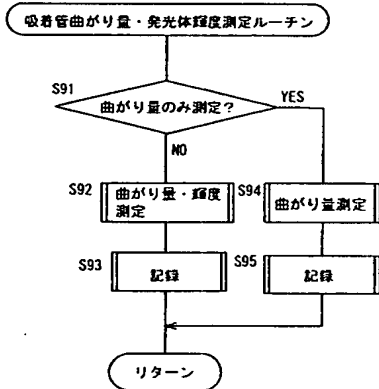 吸着管曲がり量・発光体輝度測定ルーチン
S91
曲がり量のみ測定?
YES
NO
S92
曲がり量・輝度
測定
S94
曲がり量測定
S93
記録
S95
記録
リターン